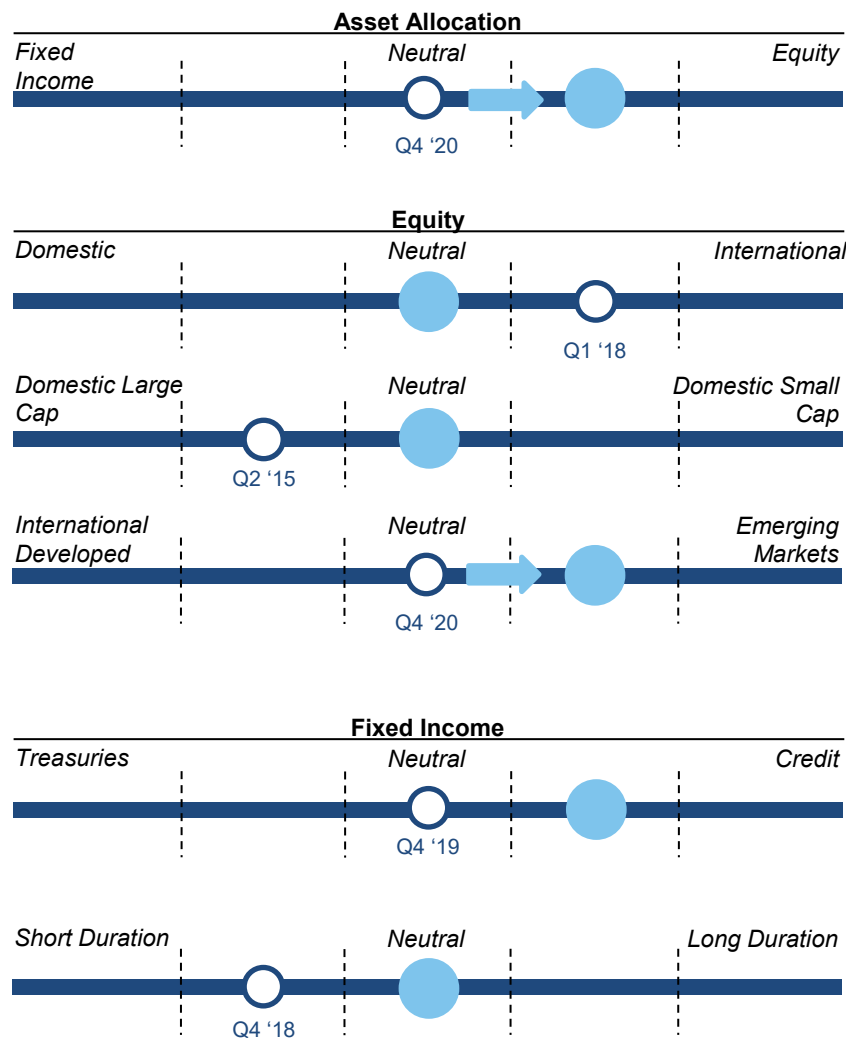 Asset Allocation
Fixed
Income
Neutral
Equity
Q4 ‘20
Equity
Domestic
Neutral
International
Q1 ‘18
Domestic Large
Cap
Neutral
Domestic Small
Cap
Q2 ‘15
International
Developed
Neutral
Emerging
Markets
Q4 ‘20
Fixed Income
Treasuries
Neutral
Credit
Q4 ‘19
Short Duration
Neutral
Long Duration
Q4 ‘18